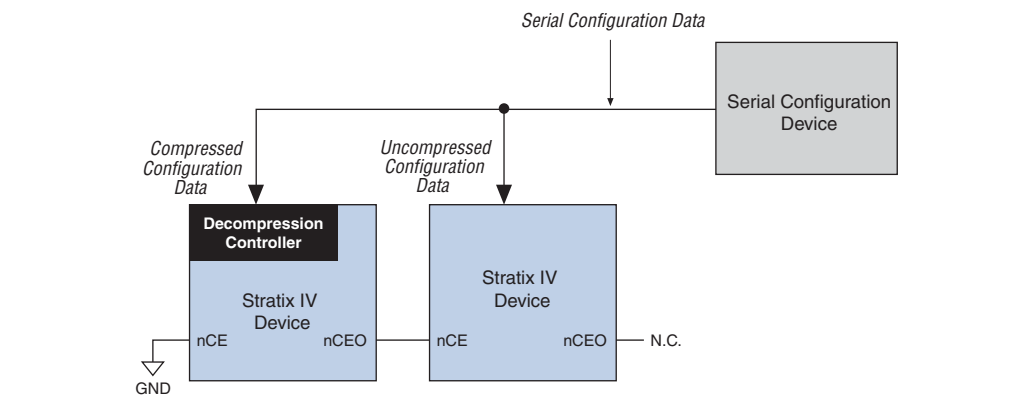 Serial Configuration Data
Serial Configuration
Device
Compressed
Configuration
Data
Uncompressed
Configuration
Data
Decompression
Controller
Stratix IV
Device
nCE
nCEO
GND
Stratix IV
Device
nCE
nCEO
N.C.